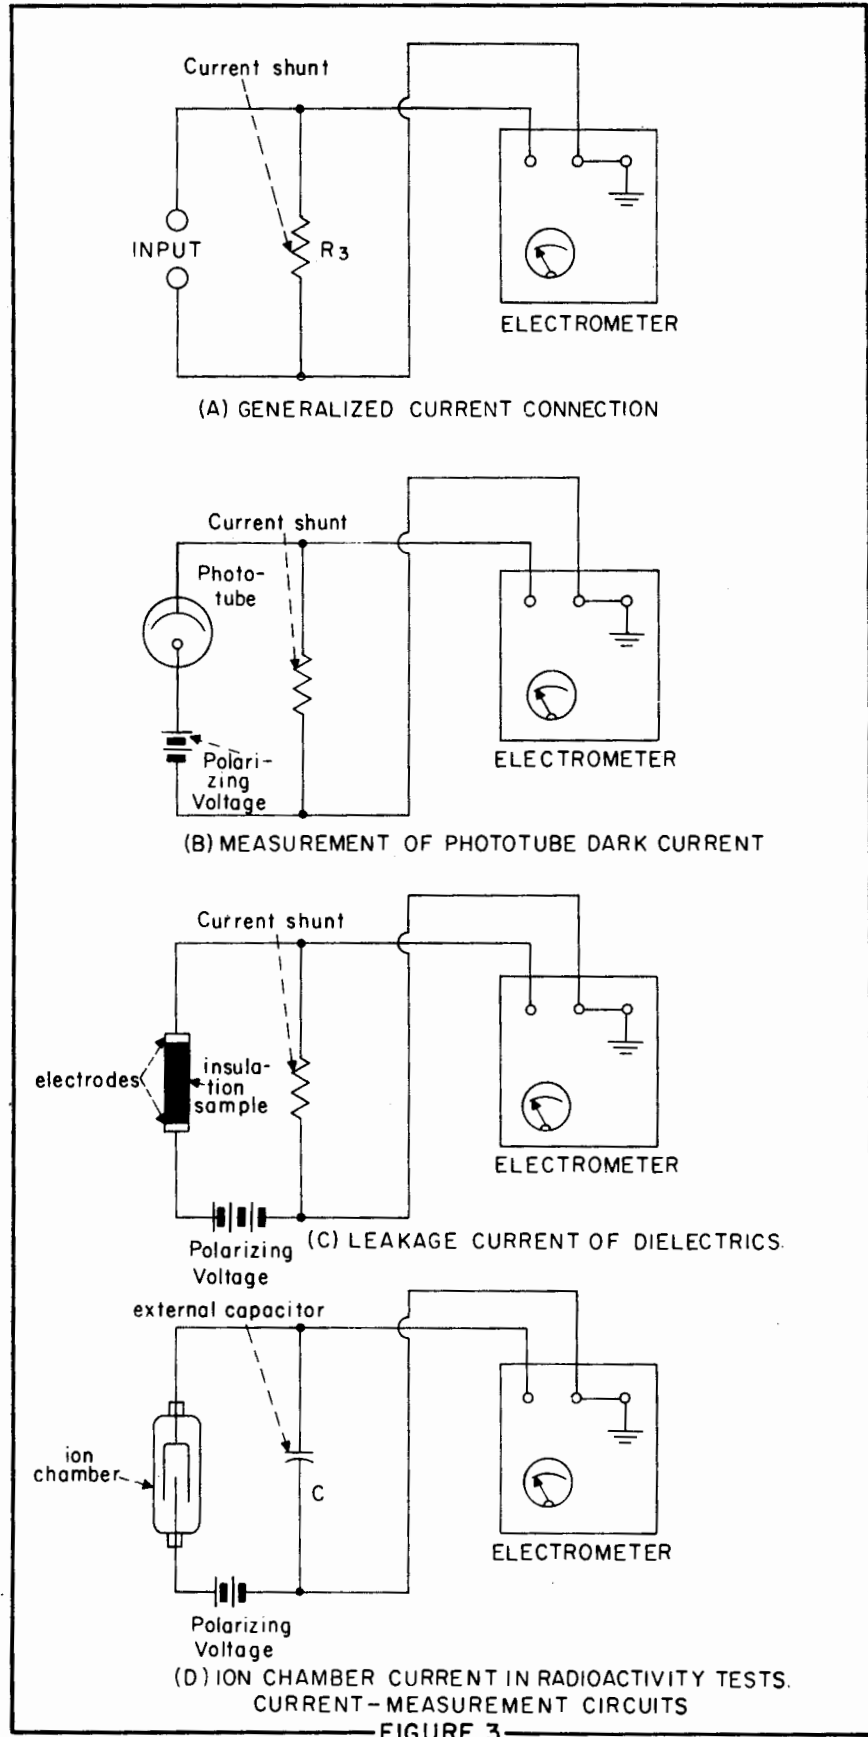 Current shunt
INPUT
R3
ELECTROMETER
(A) GENERALIZED CURRENT CONNECTION
Current shunt
Photo-
tube
Polari-
zing
Voltage
ELECTROMETER
(B) MEASUREMENT OF PHOTOTUBE DARK CURRENT
Current shunt
electrodes
insula-
tion
sample
ELECTROMETER
Polarizing
Voltage
(C) LEAKAGE CURRENT OF DIELECTRICS.
external capacitor
ion
chamber
C
ELECTROMETER
Polarizing
Voltage
(D) ION CHAMBER CURRENT IN RADIOACTIVITY TESTS.
CURRENT-MEASUREMENT CIRCUITS
FIGURE 3